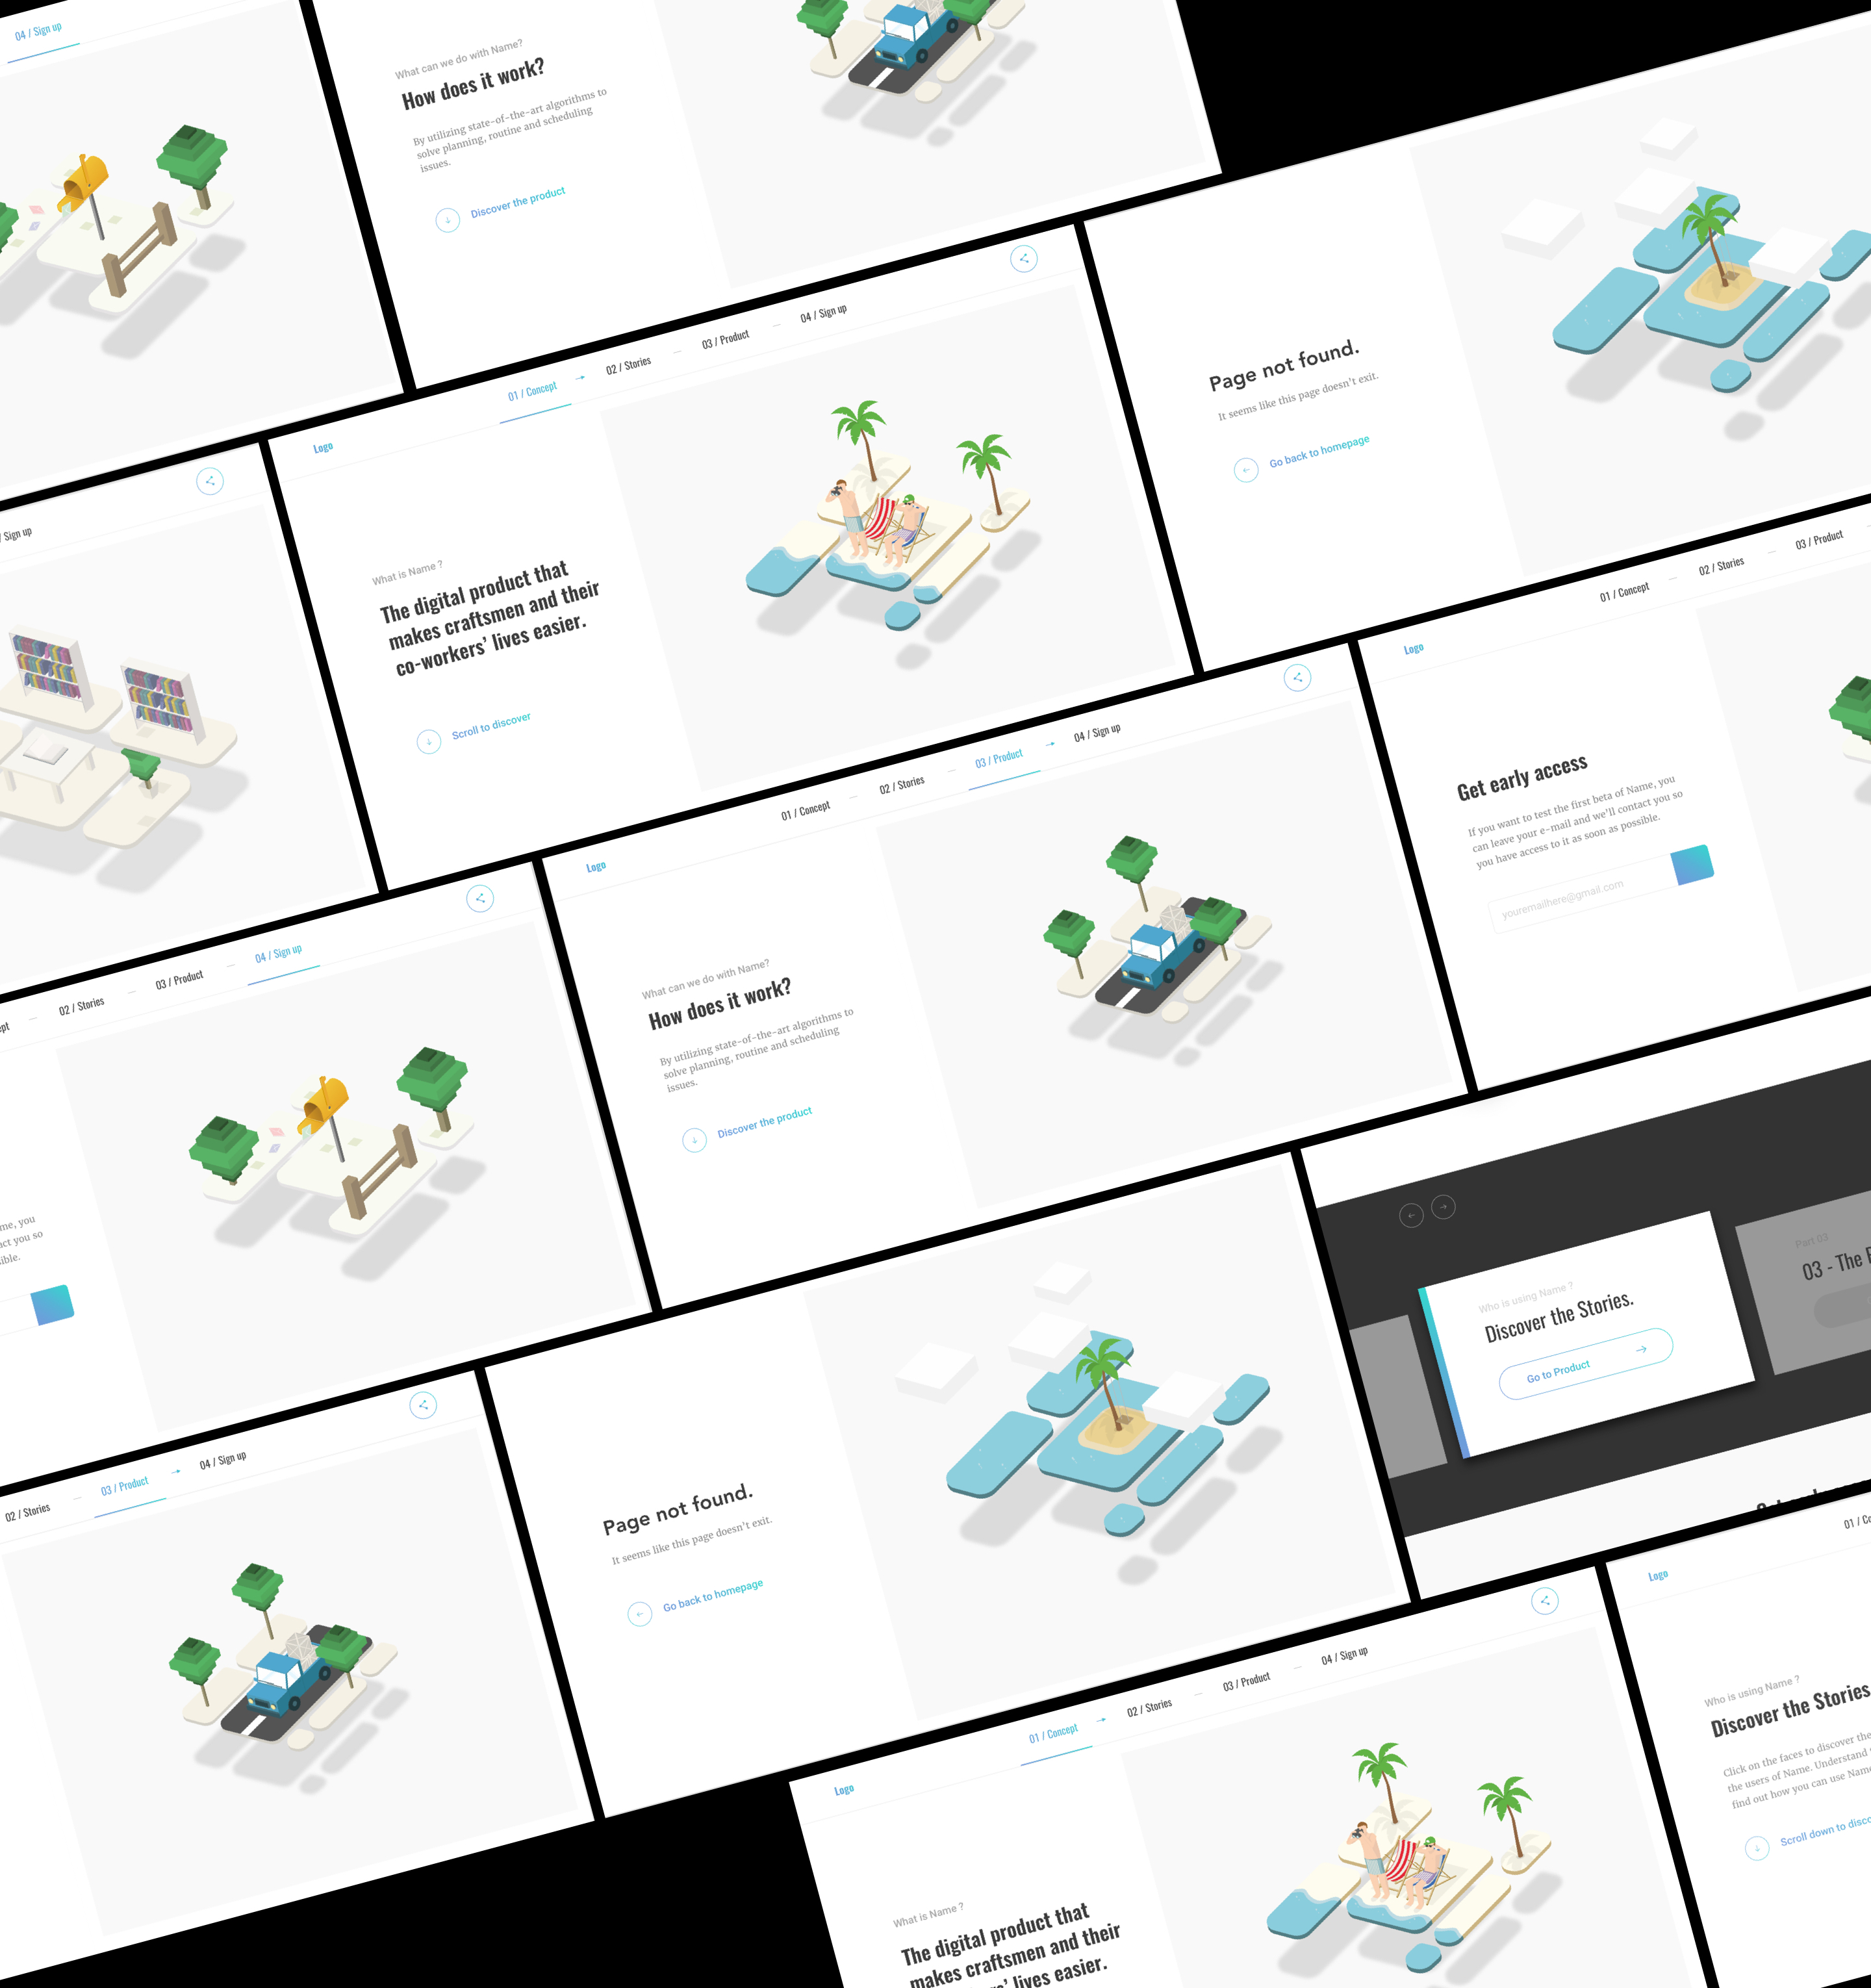 04 / Sign up
What can we do with Name?
How does it work?
By utilizing state-of-the-art algorithms to
solve planning, routine and scheduling
issues.
Discover the product
Page not found.
It seems like this page doesn't exit.
Go back to homepage
/ Sign up
Logo
01 / Concept
02 / Stories
03 / Product
04 / Sign up
What is Name ?
The digital product that
makes craftsmen and their
co-workers' lives easier.
Scroll to discover
Logo
01 / Concept
02 / Stories
03 / Product
Get early access
If you want to test the first beta of Name, you
can leave your e-mail and we'll contact you so
you have access to it as soon as possible.
youremailhere@gmail.com
Logo
01 / Concept
02 / Stories
03 / Product
04 / Sign up
What can we do with Name?
How does it work?
By utilizing state-of-the-art algorithms to
solve planning, routine and scheduling
issues.
Discover the product
ept
02 / Stories
03 / Product
04 / Sign up
me, you
act you so
sible.
Who is using Name ?
Discover the Stories.
Go to Product
Part 03
03 - The
02 / Stories
03 / Product
04 / Sign up
Page not found.
It seems like this page doesn't exit.
Go back to homepage
Logo
01 / Concept
02 / Stories
03 / Product
04 / Sign up
What is Name ?
The digital product that
makes craftsmen and their
lives easier.
Logo
01 / Co
Who is using Name ?
Discover the Stories
Click on the faces to discover the
the users of Name. Understand
find out how you can use Name
Scroll down to disco